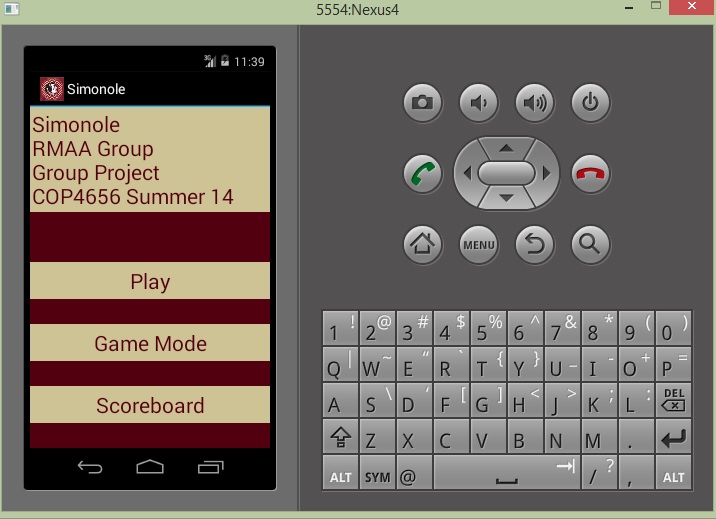 5554:Nexus4
3G 11:39
Simonole
Simonole
RMAA Group
Group Project
COP4656 Summer 14
Play
Game Mode
Scoreboard
MENU
1 ! 2 @ 3 # 4 $ 5 % 6 ^ 7 & 8 * 9 ( 0 )
Q | W ~ E “ R ` T { Y } U _ I - O + P =
A S \ D ‘ F [ G ] H < J > K ; L : DEL
Z X C V B N M .
ALT SYM @ / ? , ALT